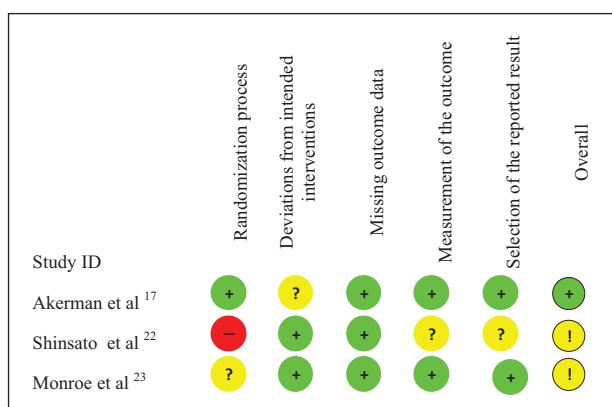 Randomization process
Deviations from intended
interventions
Missing outcome data
Measurement of the outcome
Selection of the reported result
Overall
Study ID
Akerman et al 17 + ? + + + +
Shinsato et al 22 – + + ? ? !
Monroe et al 23 ? + + + + !